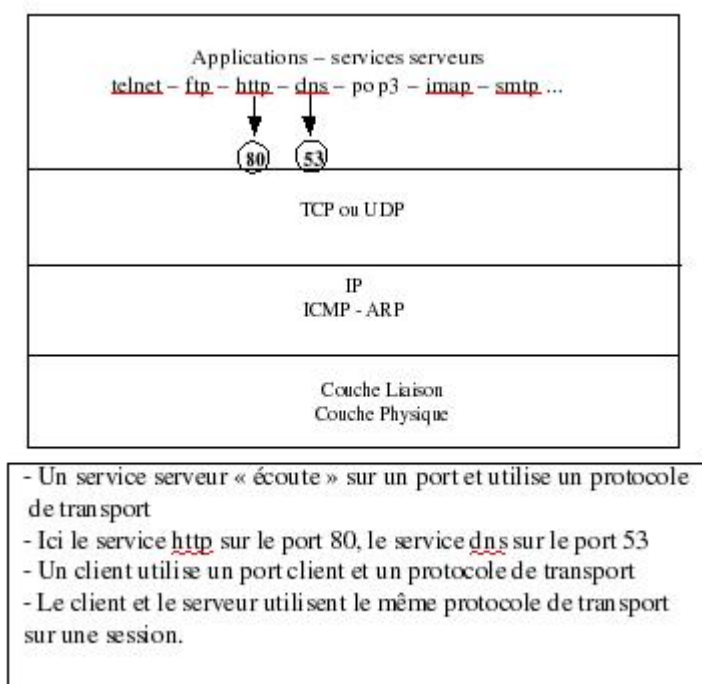 Applications – services serveurs
telnet – ftp – http – dns – pop3 – imap – smtp ...
80 53
TCP ou UDP
IP
ICMP - ARP
Couche Liaison
Couche Physique
- Un service serveur « écoute » sur un port et utilise un protocole
de transport
- Ici le service http sur le port 80, le service dns sur le port 53
- Un client utilise un port client et un protocole de transport
- Le client et le serveur utilisent le même protocole de transport
sur une session.